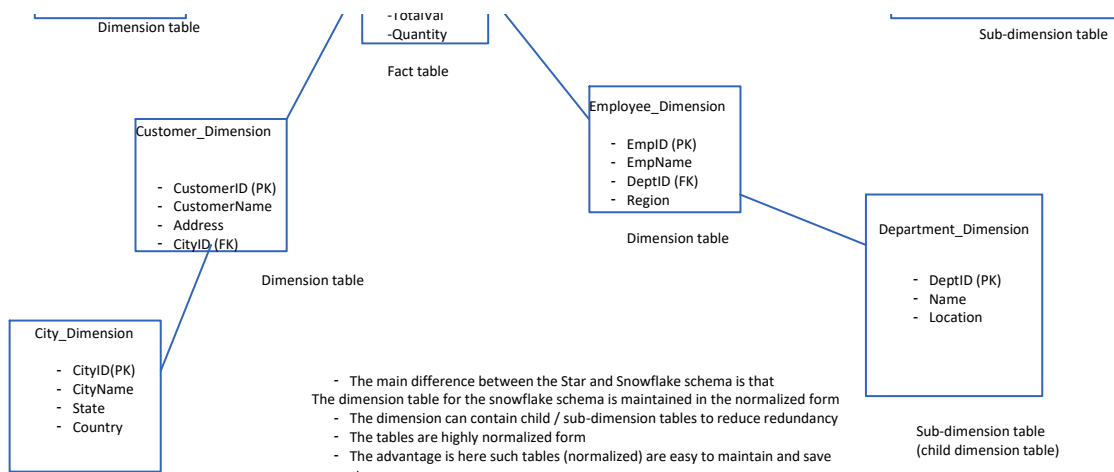 -Totalval
-Quantity
Dimension table
Sub-dimension table
Fact table
Employee_Dimension
- EmpID (PK)
- EmpName
- DeptID (FK)
- Region
Customer_Dimension
- CustomerID (PK)
- CustomerName
- Address
- CityID (FK)
Dimension table
Department_Dimension
- DeptID (PK)
- Name
- Location
Dimension table
City_Dimension
- CityID(PK)
- CityName
- State
- Country
- The main difference between the Star and Snowflake schema is that
The dimension table for the snowflake schema is maintained in the normalized form
- The dimension can contain child / sub-dimension tables to reduce redundancy
- The tables are highly normalized form
- The advantage is here such tables (normalized) are easy to maintain and save
Sub-dimension table
(child dimension table)